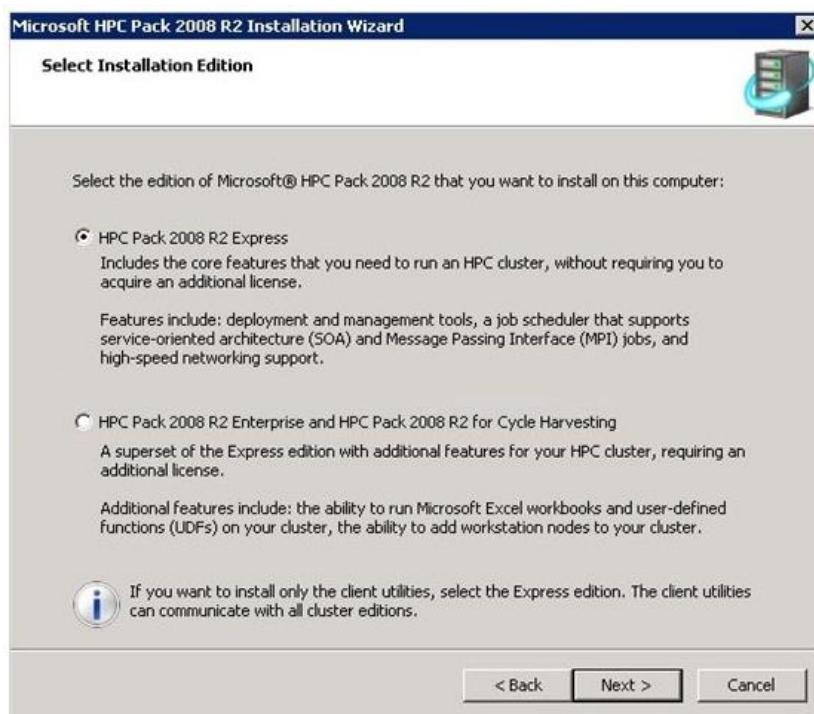 Microsoft HPC Pack 2008 R2 Installation Wizard
Select Installation Edition
Select the edition of Microsoft® HPC Pack 2008 R2 that you want to install on this computer:
HPC Pack 2008 R2 Express
Includes the core features that you need to run an HPC cluster, without requiring you to
acquire an additional license.
Features include: deployment and management tools, a job scheduler that supports
service-oriented architecture (SOA) and Message Passing Interface (MPI) jobs, and
high-speed networking support.
HPC Pack 2008 R2 Enterprise and HPC Pack 2008 R2 for Cycle Harvesting
A superset of the Express edition with additional features for your HPC cluster, requiring an
additional license.
Additional features include: the ability to run Microsoft Excel workbooks and user-defined
functions (UDFs) on your cluster, the ability to add workstation nodes to your cluster.
If you want to install only the client utilities, select the Express edition. The client utilities
can communicate with all cluster editions.
< Back
Next >
Cancel